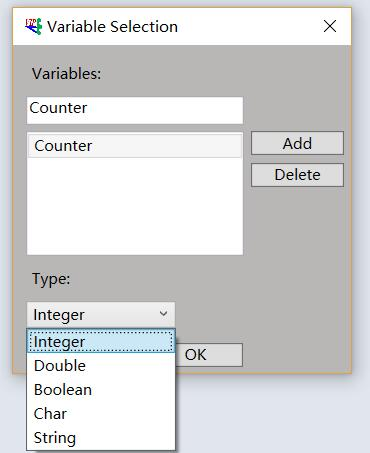 Variable Selection
Variables:
Counter
Counter
Add
Delete
Type:
Integer
Integer
Double
Boolean
Char
String
OK